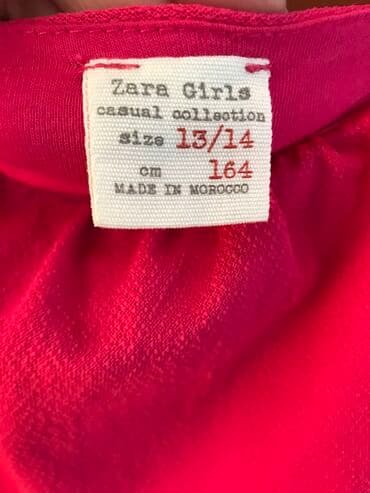 Zara Girls
casual collection
size 13/14
cm 164
MADE IN MOROCCO